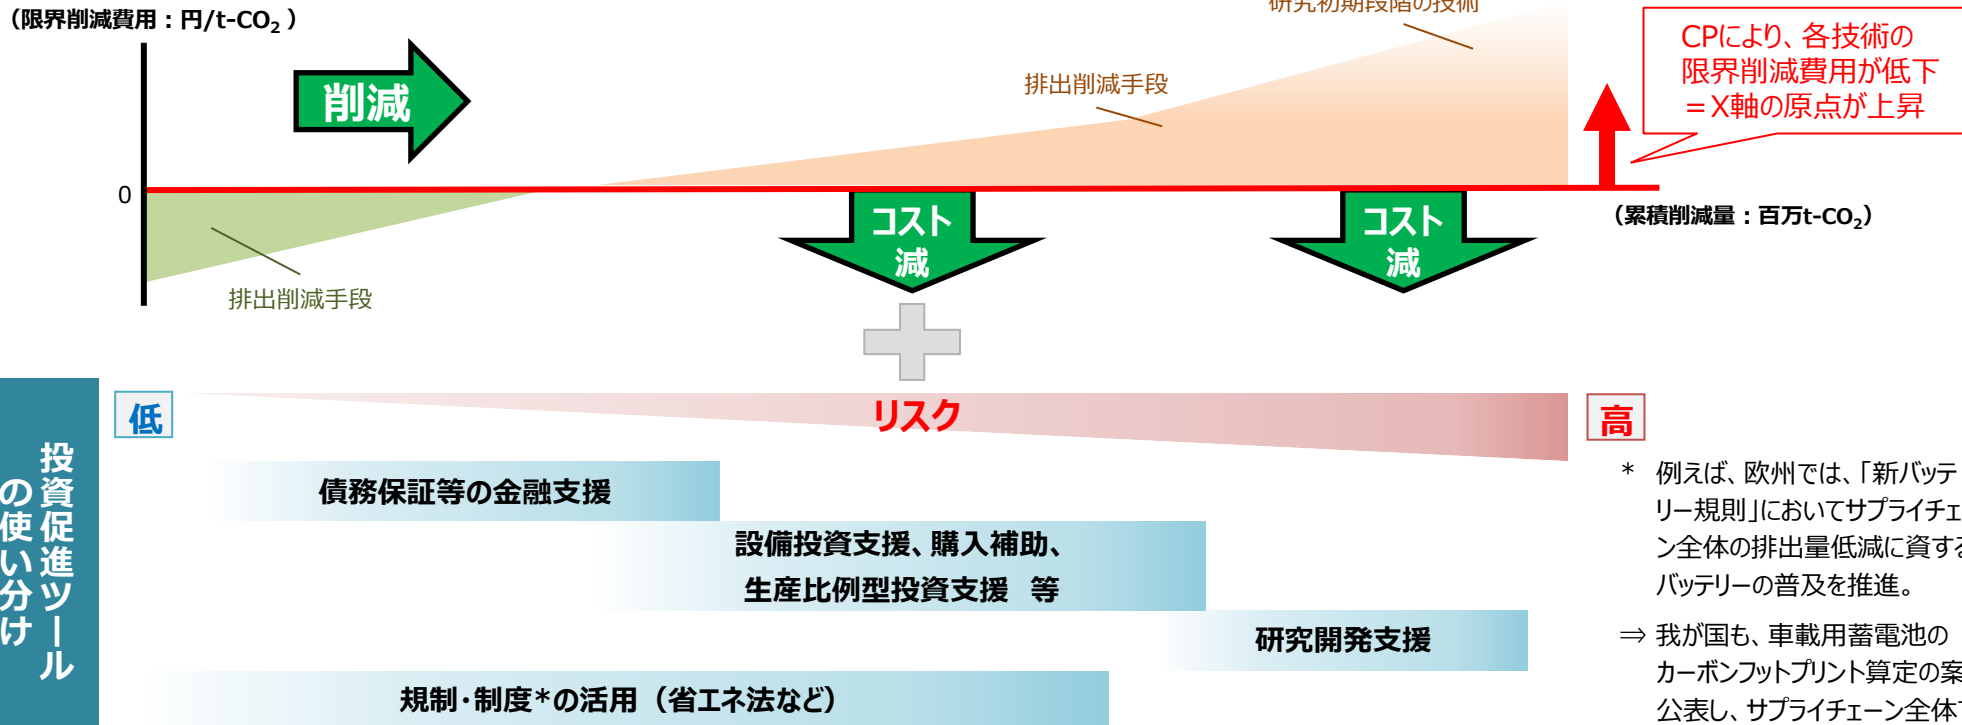 （限界削減費用：円/t-CO₂ ）
研究初期段階の技術
CPにより、各技術の
限界削減費用が低下
＝X軸の原点が上昇
削減
排出削減手段
0
（累積削減量：百万t-CO₂）
コスト
減
コスト
減
排出削減手段
低
リスク
高
投資促進ツール
の使い分け
債務保証等の金融支援
設備投資支援、購入補助、
生産比例型投資支援　等
研究開発支援
規制・制度*の活用（省エネ法など）
* 例えば、欧州では、「新バッテ
リー規則」においてサプライチェ
ン全体の排出量低減に資する
バッテリーの普及を推進。
⇒ 我が国も、車載用蓄電池の
カーボンフットプリント算定の案
公表し、サプライチェーン全体